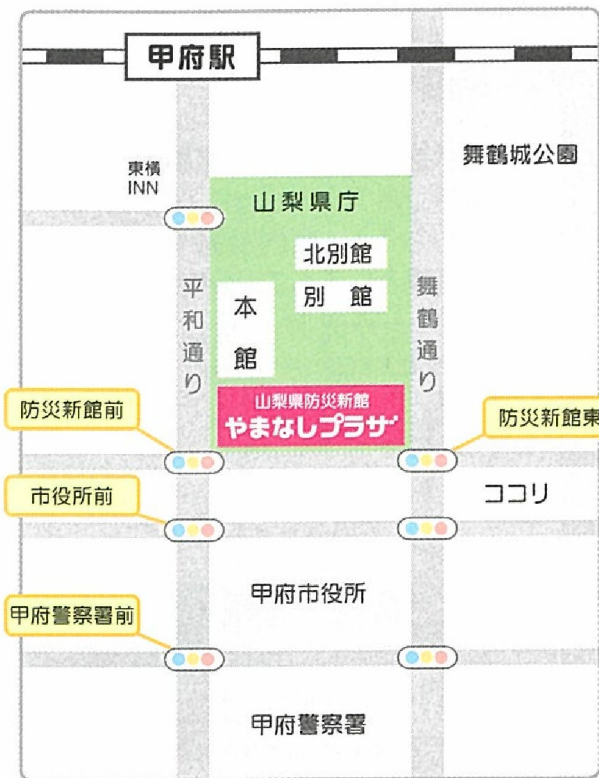 甲府駅
舞鶴城公園
東横
INN
山梨県庁
北別館
別館
本館
平和通り
舞鶴通り
山梨県防災新館
やまなしプラザ
防災新館前
防災新館東
市役所前
ココリ
甲府市役所
甲府警察署前
甲府警察署